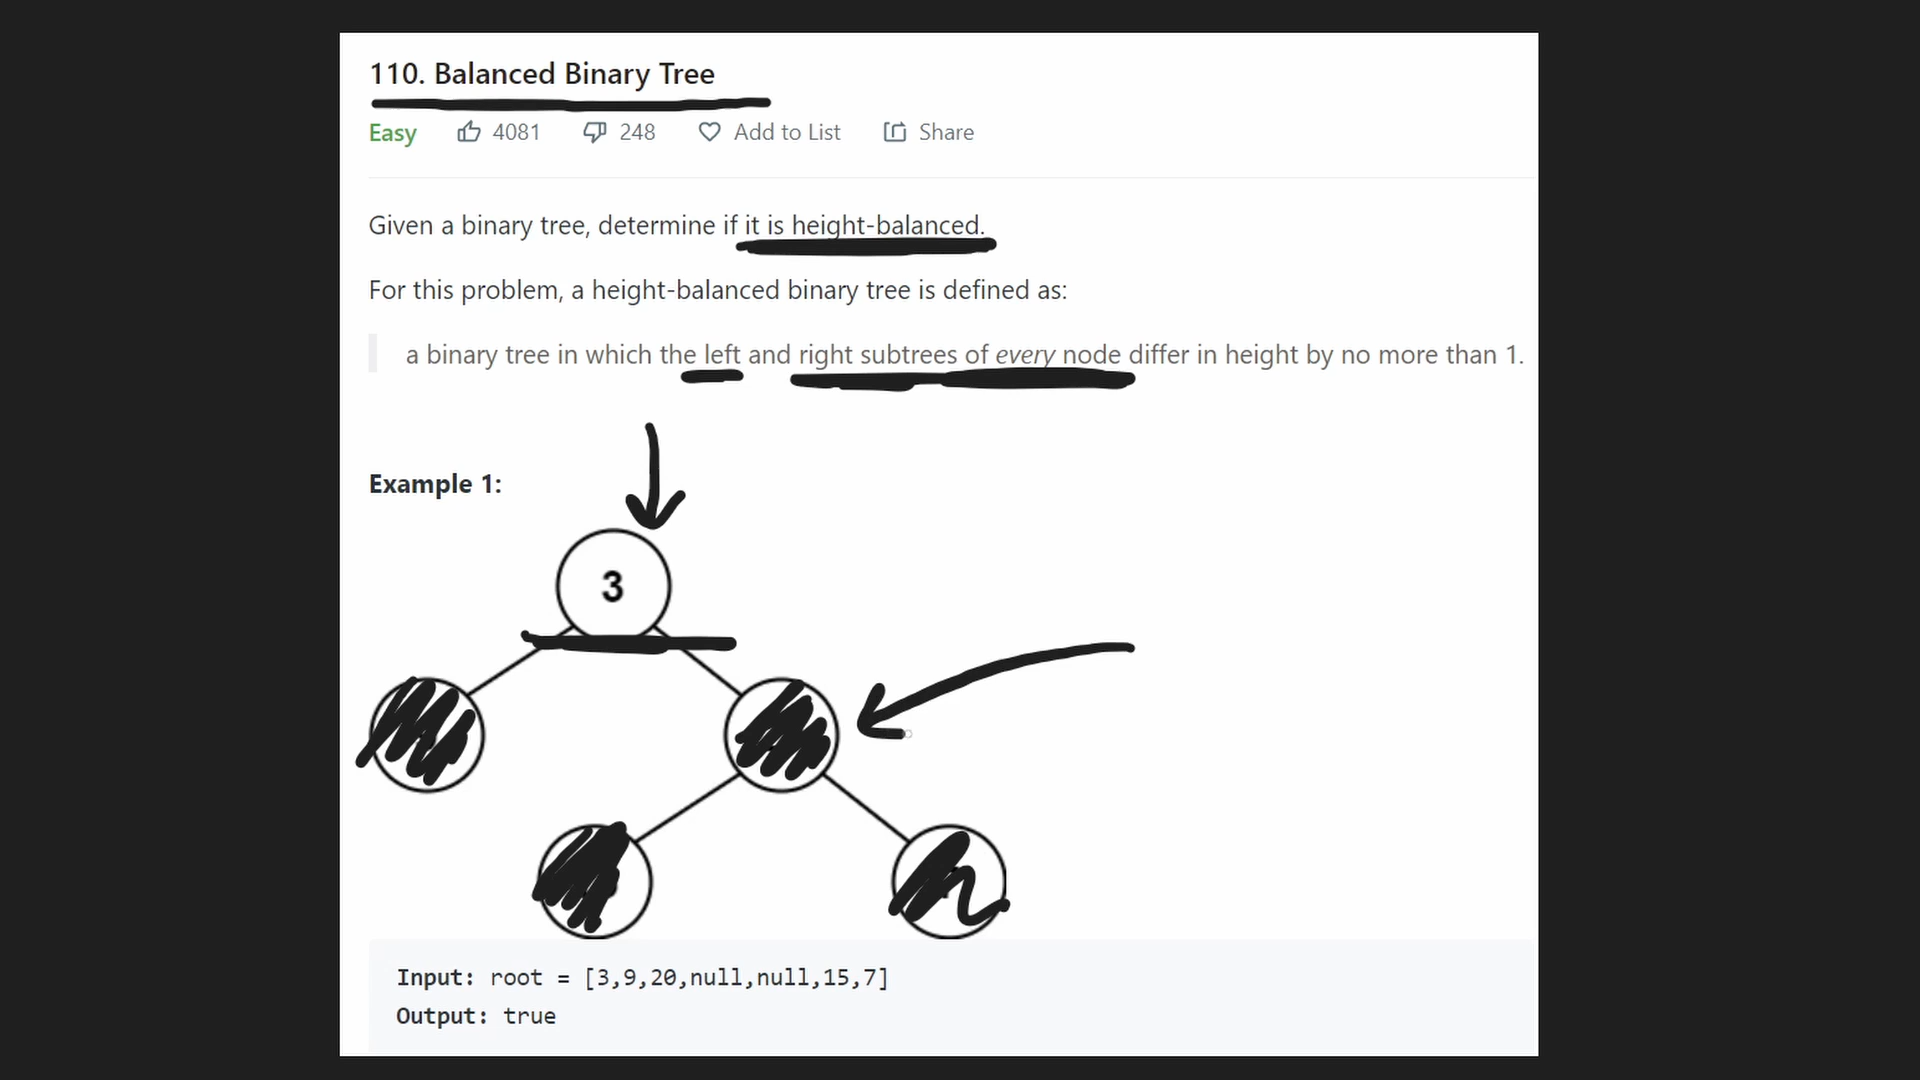 110. Balanced Binary Tree
Easy 4081 248 Add to List Share
Given a binary tree, determine if it is height-balanced.
For this problem, a height-balanced binary tree is defined as:
a binary tree in which the left and right subtrees of every node differ in height by no more than 1.
Example 1:
3
Input: root = [3,9,20,null,null,15,7]
Output: true